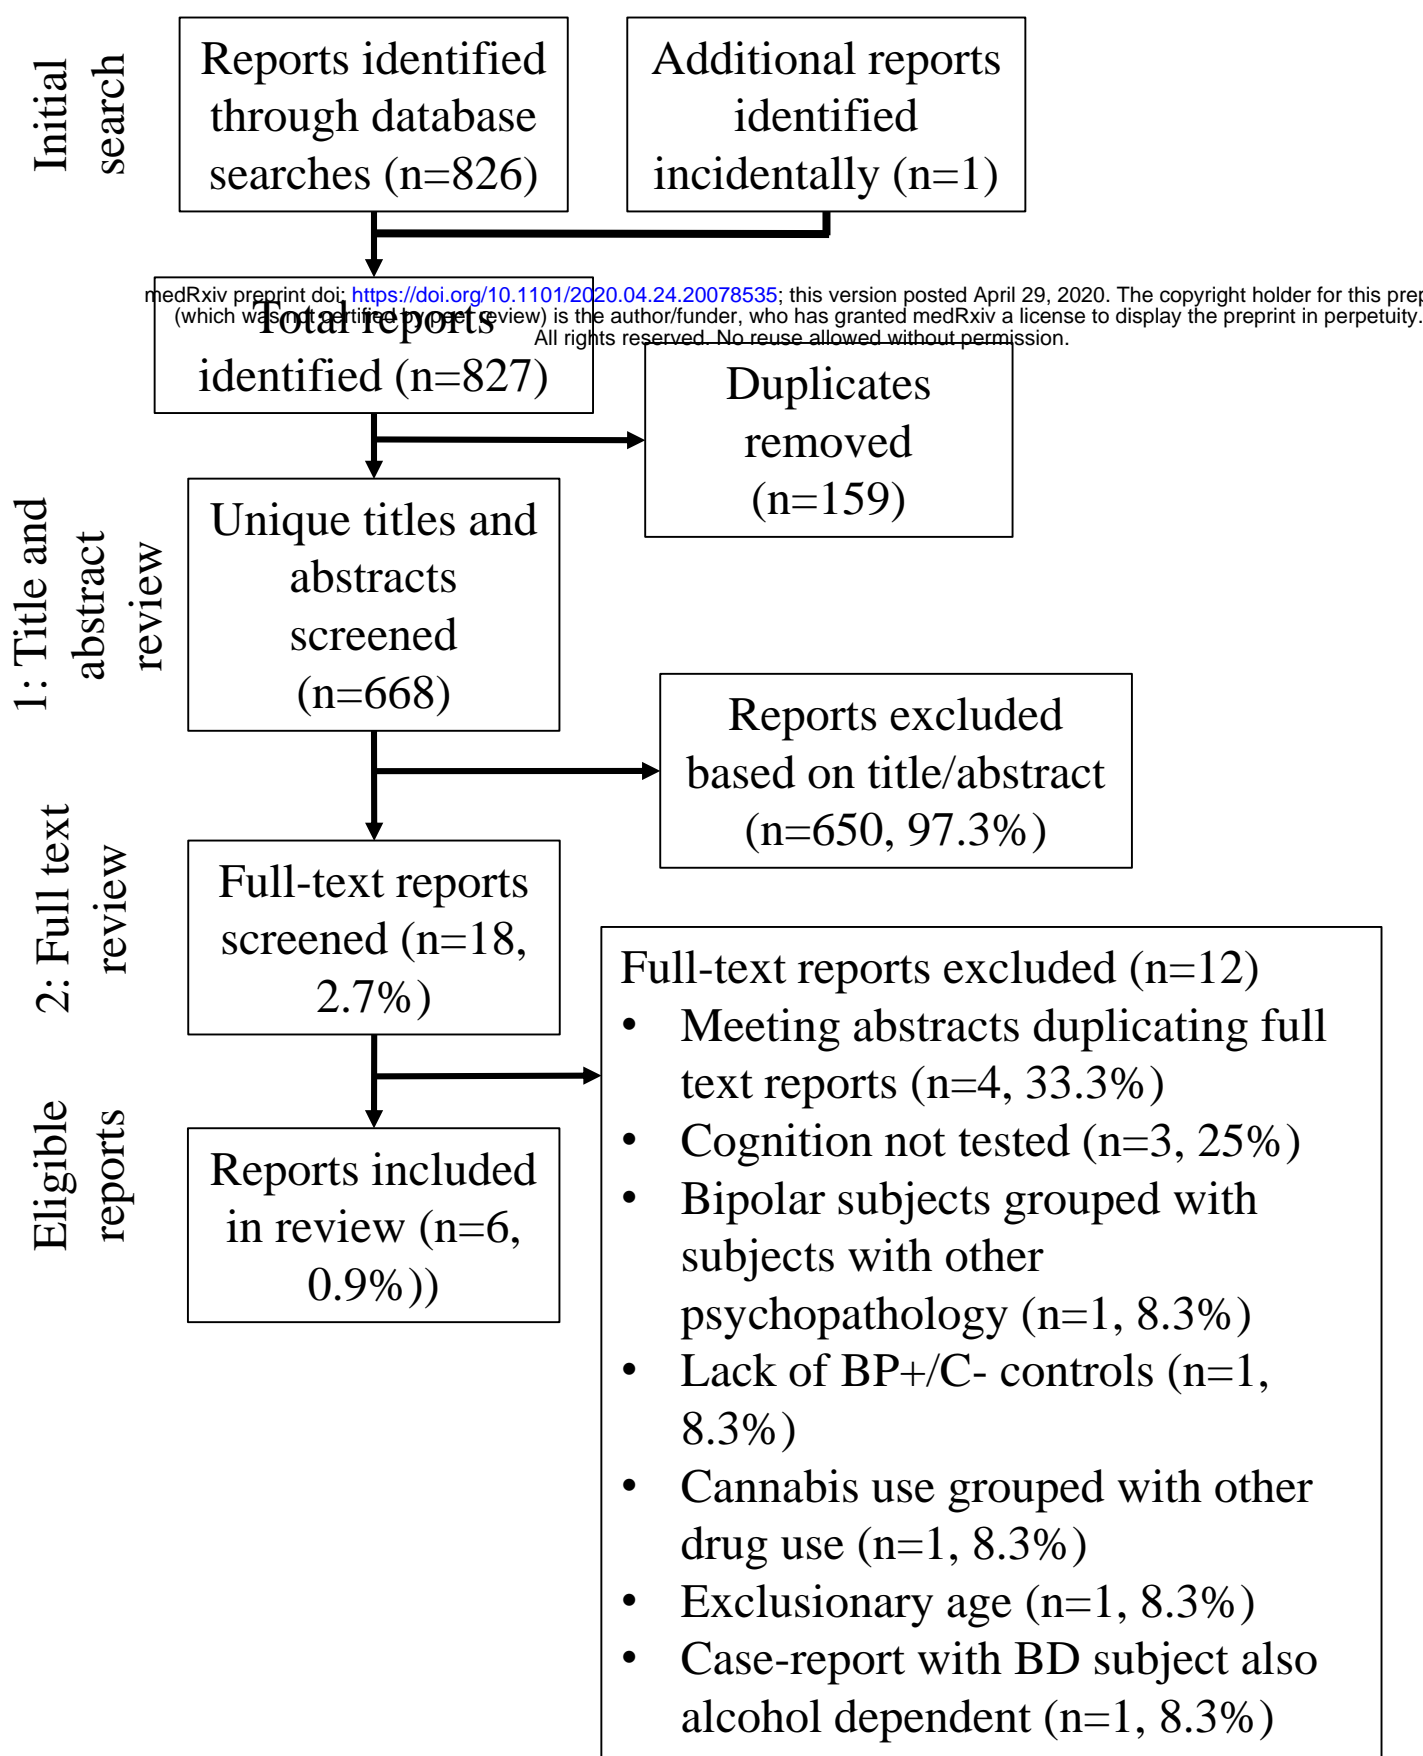 Initial
search
Reports identified
through database
searches (n=826)
Additional reports
identified
incidentally (n=1)
medRxiv preprint doi: https://doi.org/10.1101/2020.04.24.20078535; this version posted April 29, 2020. The copyright holder for this prep
(which was not certified by peer review) is the author/funder, who has granted medRxiv a license to display the preprint in perpetuity.
All rights reserved. No reuse allowed without permission.
Total reports
identified (n=827)
Duplicates
removed
(n=159)
1: Title and
abstract
review
Unique titles and
abstracts
screened
(n=668)
Reports excluded
based on title/abstract
(n=650, 97.3%)
2: Full text
review
Full-text reports
screened (n=18,
2.7%)
Full-text reports excluded (n=12)
• Meeting abstracts duplicating full
text reports (n=4, 33.3%)
• Cognition not tested (n=3, 25%)
• Bipolar subjects grouped with
subjects with other
psychopathology (n=1, 8.3%)
• Lack of BP+/C- controls (n=1,
8.3%)
• Cannabis use grouped with other
drug use (n=1, 8.3%)
• Exclusionary age (n=1, 8.3%)
• Case-report with BD subject also
alcohol dependent (n=1, 8.3%)
Eligible
reports
Reports included
in review (n=6,
0.9%))